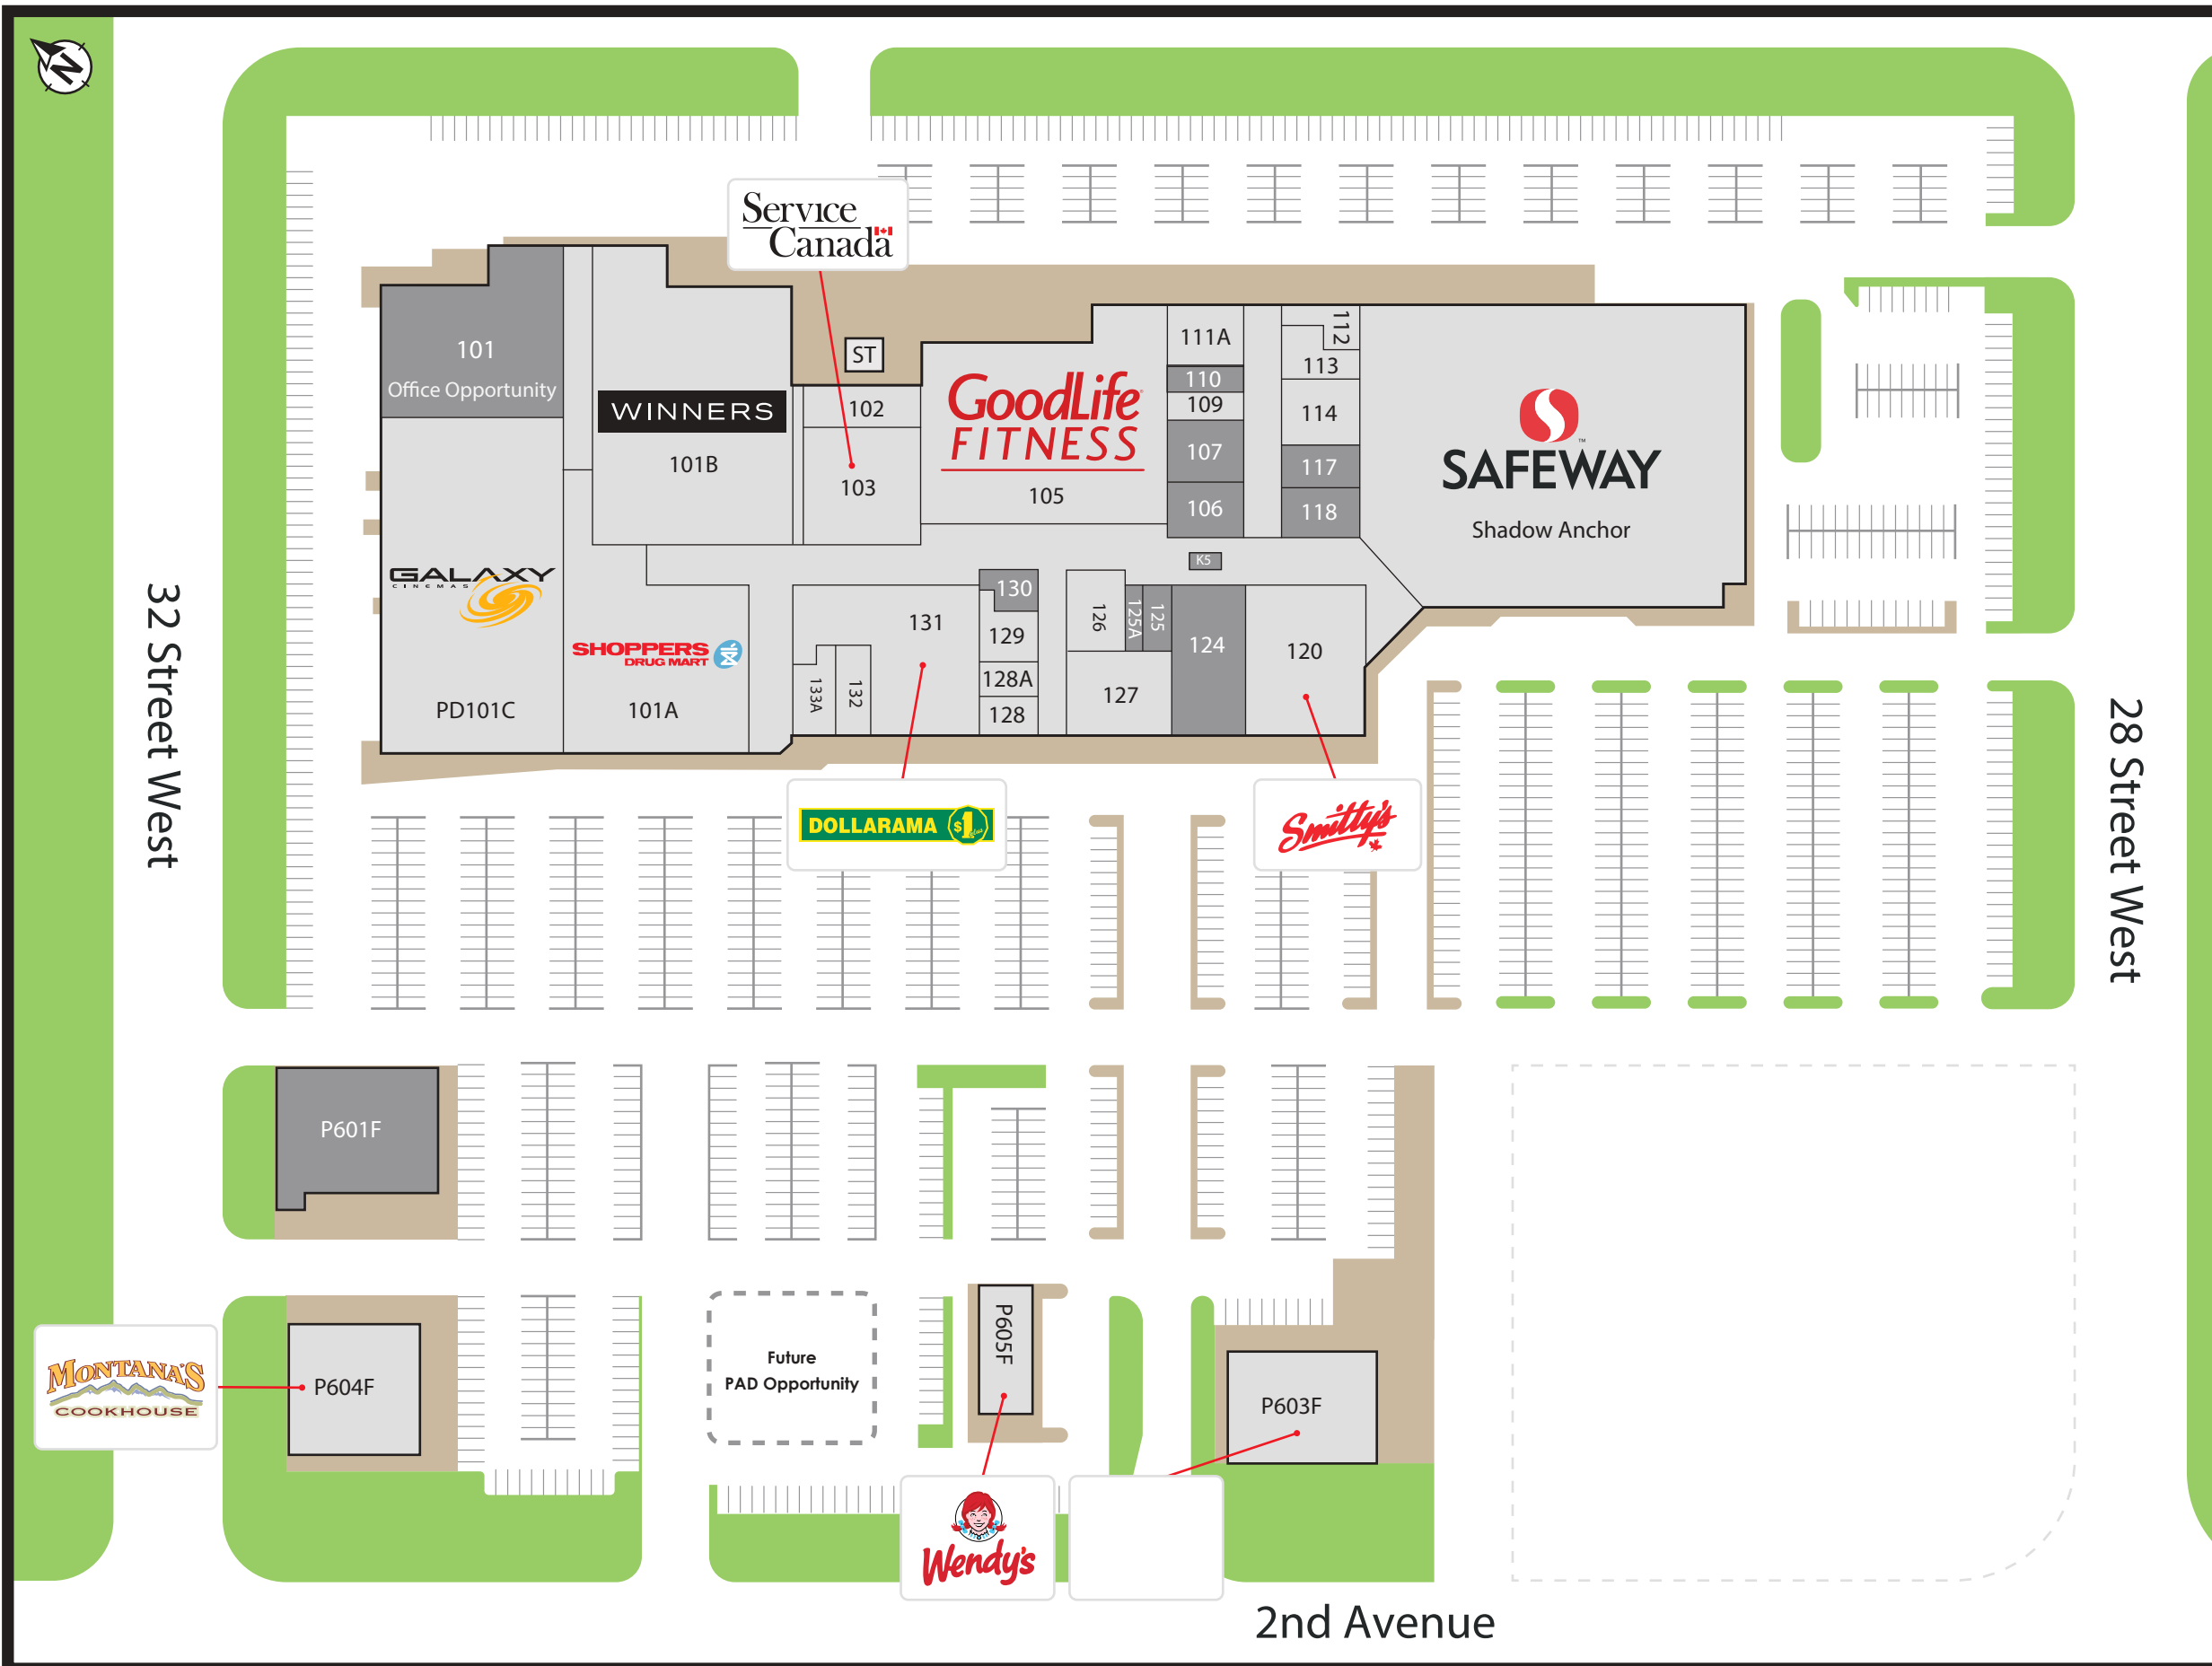 N
Service
Canada
ST
101
Office Opportunity
WINNERS
101B
102
103
GoodLife
FITNESS
105
111A
110
109
107
106
112
113
114
117
118
SAFEWAY
™
Shadow Anchor
K5
GALAXY
CINEMAS
PD101C
SHOPPERS
DRUG MART
101A
133A
132
131
130
129
128A
128
126
125A
125
127
124
120
DOLLARAMA $1
Smitty's
32 Street West
28 Street West
P601F
MONTANA'S
COOKHOUSE
P604F
Future
PAD Opportunity
P605F
P603F
Wendy's
2nd Avenue